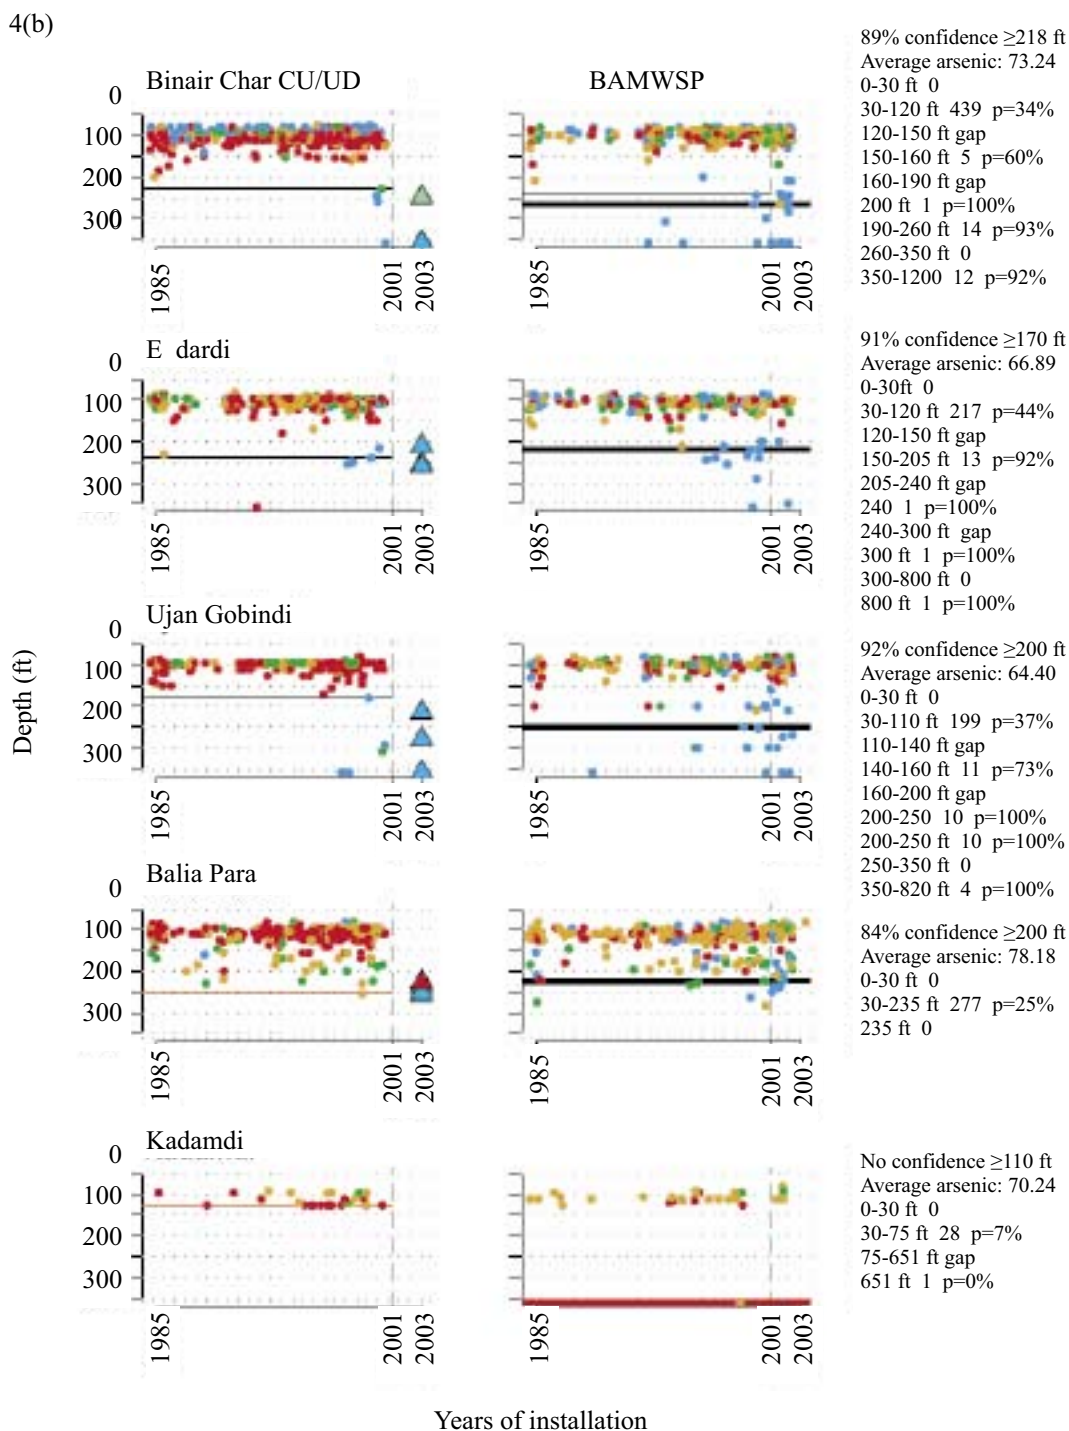 4(b)
Binair Char CU/UD
BAMWSP
0
100
200
300
0
1985
2001
2003
1985
2001
2003
89% confidence ≥218 ft
Average arsenic: 73.24
0-30 ft 0
30-120 ft 439 p=34%
120-150 ft gap
150-160 ft 5 p=60%
160-190 ft gap
200 ft 1 p=100%
190-260 ft 14 p=93%
260-350 ft 0
350-1200 12 p=92%
E dardi
0
100
200
300
1985
2001
2003
1985
2001
2003
91% confidence ≥170 ft
Average arsenic: 66.89
0-30ft 0
30-120 ft 217 p=44%
120-150 ft gap
150-205 ft 13 p=92%
205-240 ft gap
240 1 p=100%
240-300 ft gap
300 ft 1 p=100%
300-800 ft 0
800 ft 1 p=100%
Ujan Gobindi
0
100
200
300
1985
2001
2003
1985
2001
2003
92% confidence ≥200 ft
Average arsenic: 64.40
0-30 ft 0
30-110 ft 199 p=37%
110-140 ft gap
140-160 ft 11 p=73%
160-200 ft gap
200-250 10 p=100%
200-250 ft 10 p=100%
250-350 ft 0
350-820 ft 4 p=100%
Depth (ft)
Balia Para
0
100
200
300
1985
2001
2003
1985
2001
2003
84% confidence ≥200 ft
Average arsenic: 78.18
0-30 ft 0
30-235 ft 277 p=25%
235 ft 0
Kadamdi
0
100
200
300
1985
2001
2003
1985
2001
2003
No confidence ≥110 ft
Average arsenic: 70.24
0-30 ft 0
30-75 ft 28 p=7%
75-651 ft gap
651 ft 1 p=0%
Years of installation